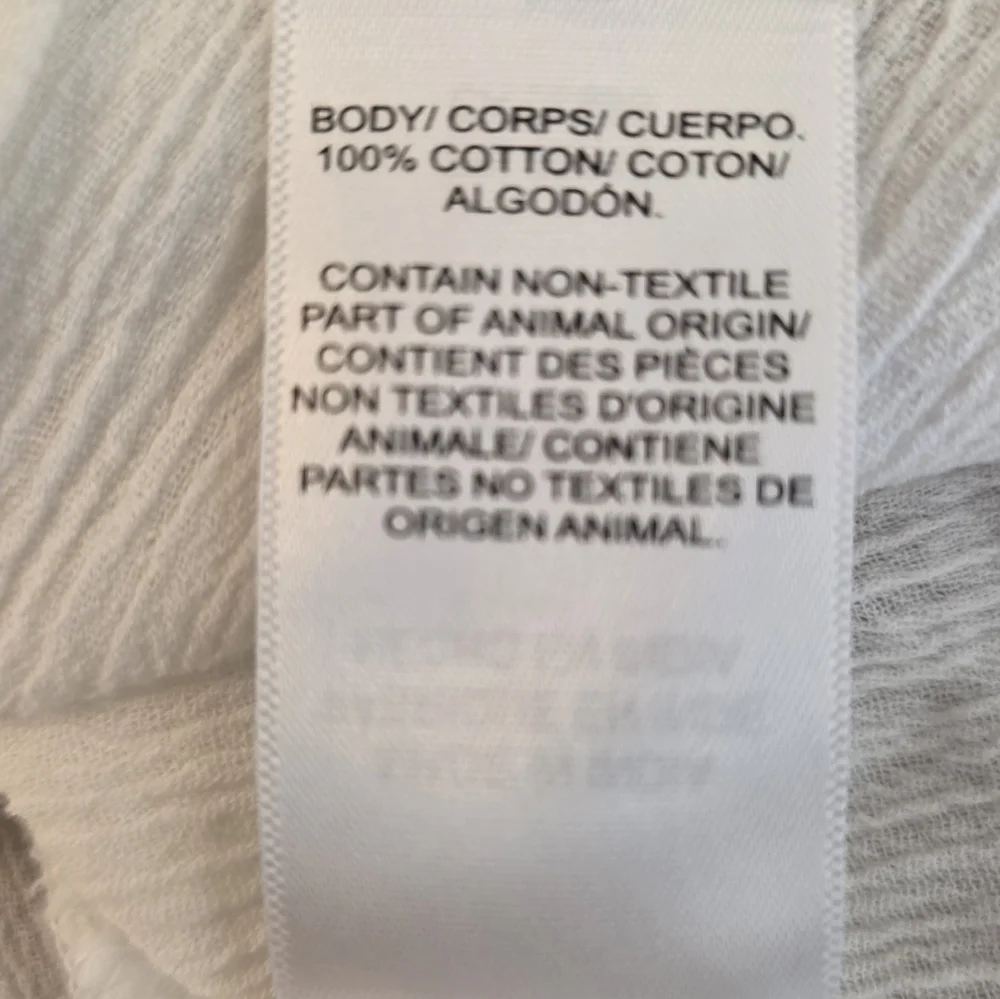 BODY/ CORPS/ CUERPO.
100% COTTON/ COTON/
ALGODÓN.
CONTAIN NON-TEXTILE
PART OF ANIMAL ORIGIN/
CONTIENT DES PIÈCES
NON TEXTILES D'ORIGINE
ANIMALE/ CONTIENE
PARTES NO TEXTILES DE
ORIGEN ANIMAL.